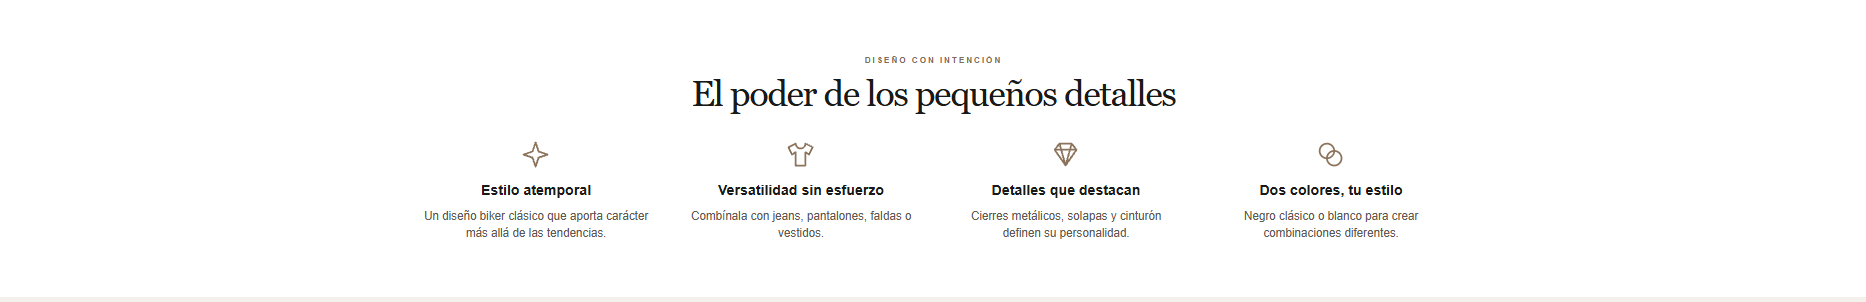 DISEÑO CON INTENCIÓN
El poder de los pequeños detalles
Estilo atemporal
Un diseño biker clásico que aporta carácter
más allá de las tendencias.
Versatilidad sin esfuerzo
Combínala con jeans, pantalones, faldas o
vestidos.
Detalles que destacan
Cierres metálicos, solapas y cinturón
definen su personalidad.
Dos colores, tu estilo
Negro clásico o blanco para crear
combinaciones diferentes.